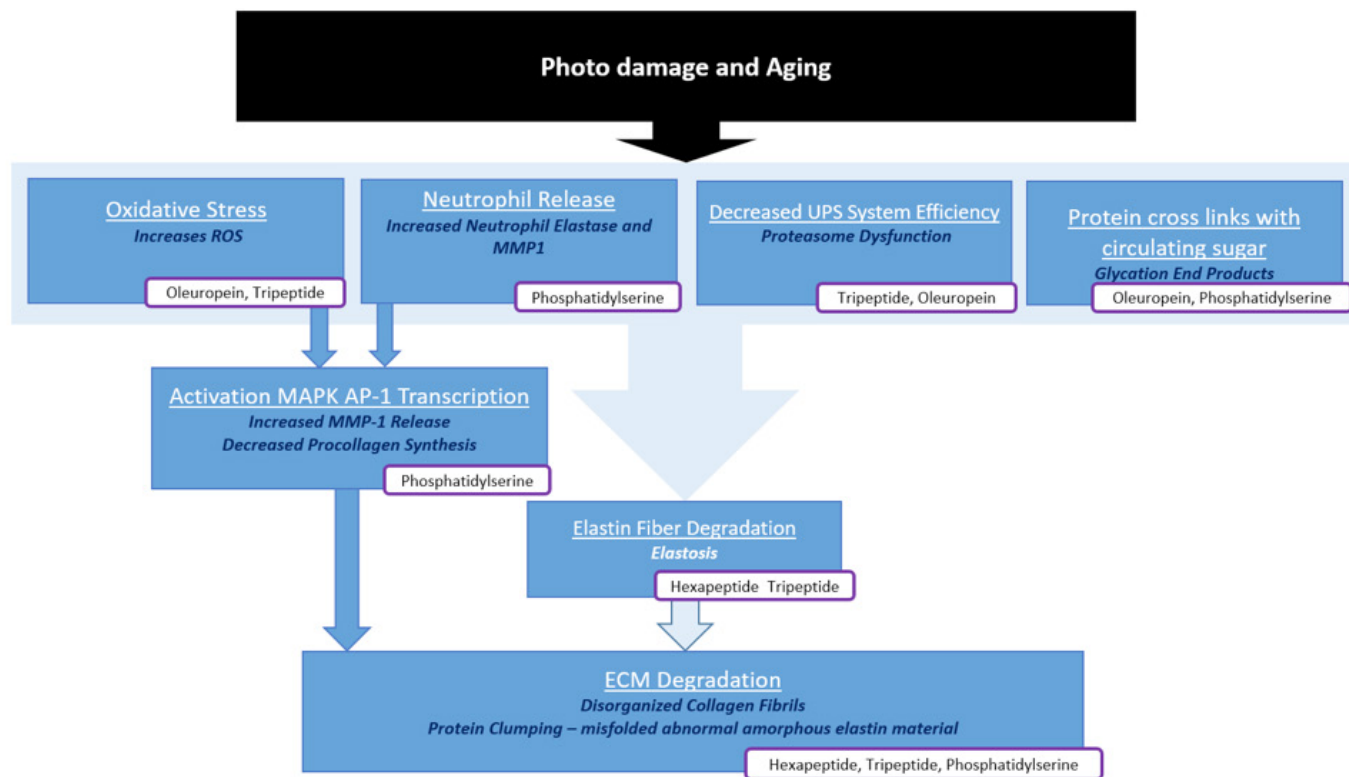 Photo damage and Aging
Oxidative Stress
Increases ROS
Oleuropein, Tripeptide
Neutrophil Release
Increased Neutrophil Elastase and
MMP1
Phosphatidylserine
Decreased UPS System Efficiency
Proteasome Dysfunction
Tripeptide, Oleuropein
Protein cross links with
circulating sugar
Glycation End Products
Oleuropein, Phosphatidylserine
Activation MAPK AP-1 Transcription
Increased MMP-1 Release
Decreased Procollagen Synthesis
Phosphatidylserine
Elastin Fiber Degradation
Elastosis
Hexapeptide Tripeptide
ECM Degradation
Disorganized Collagen Fibrils
Protein Clumping – misfolded abnormal amorphous elastin material
Hexapeptide, Tripeptide, Phosphatidylserine